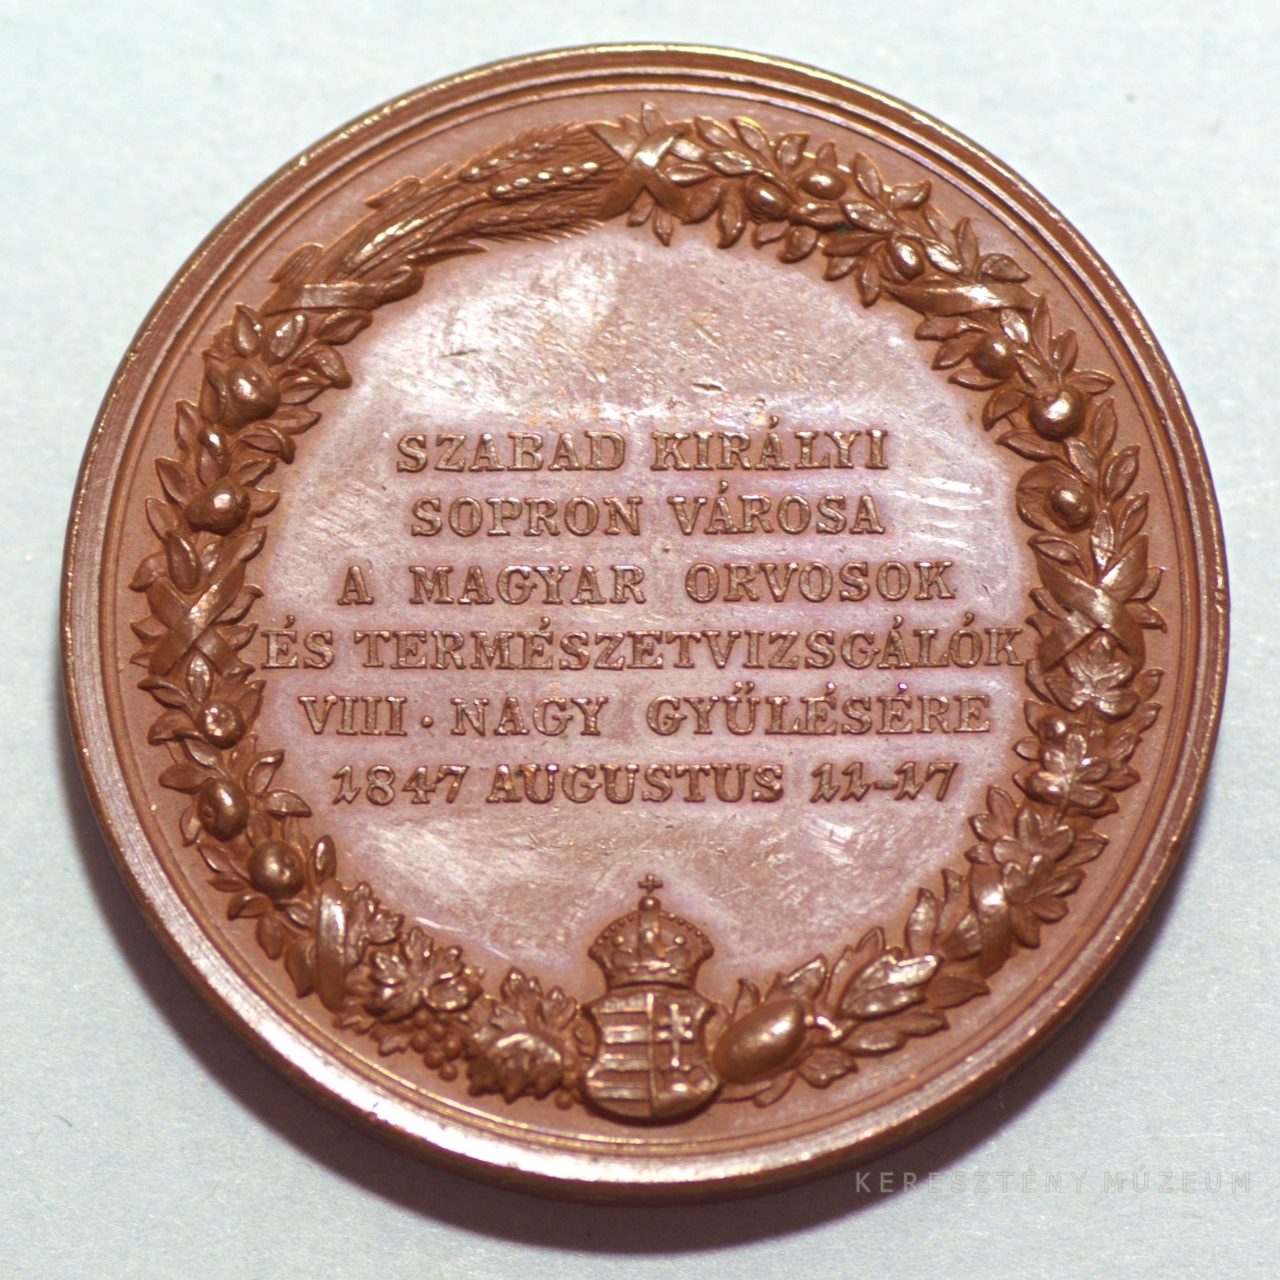 SZABAD KIRÁLYI
SOPRON VÁROSA
A MAGYAR ORVOSOK
ÉS TERMÉSZETVIZSGÁLÓK
VIII. NAGY GYŰLÉSÉRE
1847 AUGUSTUS 11-17
KERESZTÉNY MÚZEUM